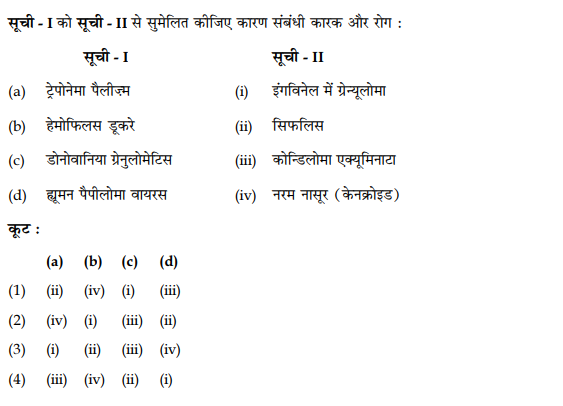 सूची - I को सूची - II से सुमेलित कीजिए कारण संबंधी कारक और रोग :
सूची - I सूची - II
(a) ट्रेपोनेमा पैलीज़्म (i) इंगविनेल में ग्रेन्यूलोमा
(b) हेमोफिलस डूकरे (ii) सिफलिस
(c) डोनोवानिया ग्रेनुलोमेटिस (iii) कोन्डिलोमा एक्यूमिनाटा
(d) ह्यूमन पैपीलोमा वायरस (iv) नरम नासूर (केनक्रोइड)
कूट :
(a) (b) (c) (d)
(1) (ii) (iv) (i) (iii)
(2) (iv) (i) (iii) (ii)
(3) (i) (ii) (iii) (iv)
(4) (iii) (iv) (ii) (i)